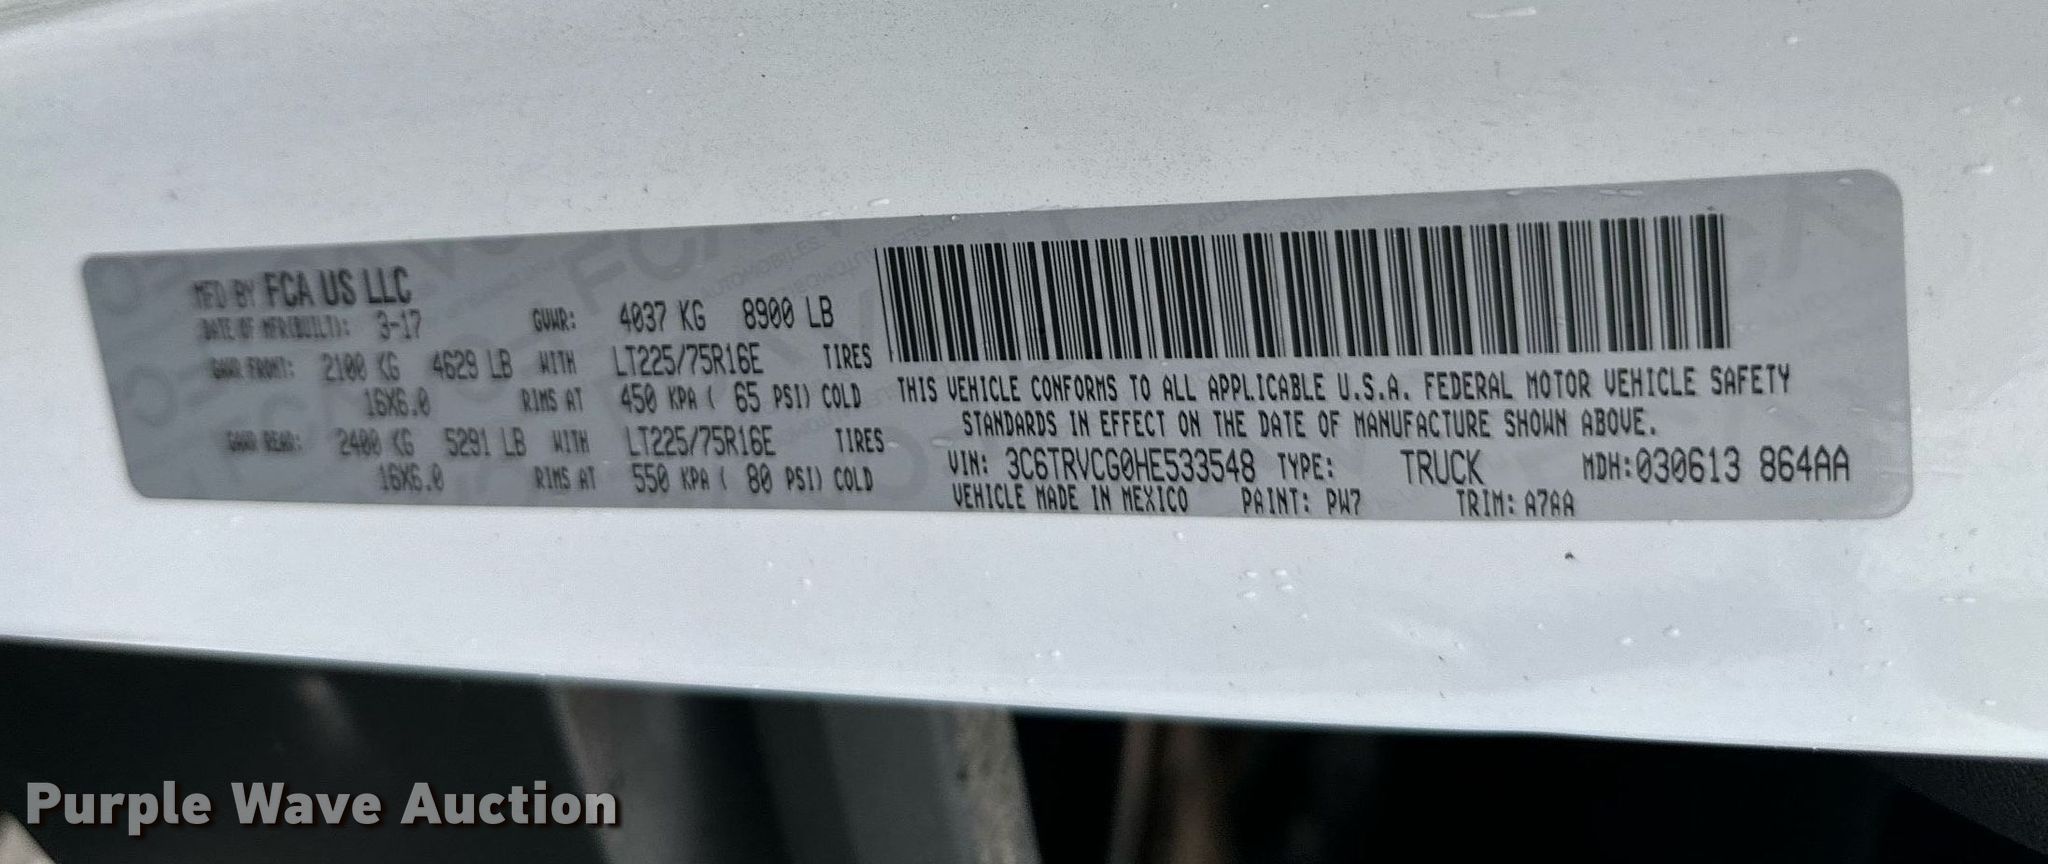 MFD BY FCA US LLC
DATE OF MFR(BUILT): 3-17 GVWR: 4037 KG 8900 LB
GAWR FRONT: 2100 KG 4629 LB WITH LT225/75R16E TIRES
16X6.0 RIMS AT 450 KPA ( 65 PSI) COLD
GAWR REAR: 2400 KG 5291 LB WITH LT225/75R16E TIRES
16X6.0 RIMS AT 550 KPA ( 80 PSI) COLD
THIS VEHICLE CONFORMS TO ALL APPLICABLE U.S.A. FEDERAL MOTOR VEHICLE SAFETY
STANDARDS IN EFFECT ON THE DATE OF MANUFACTURE SHOWN ABOVE.
VIN: 3C6TRVCG0HE533548 TYPE: TRUCK MDH:030613 864AA
VEHICLE MADE IN MEXICO PAINT: PW7 TRIM: A7AA
Purple Wave Auction